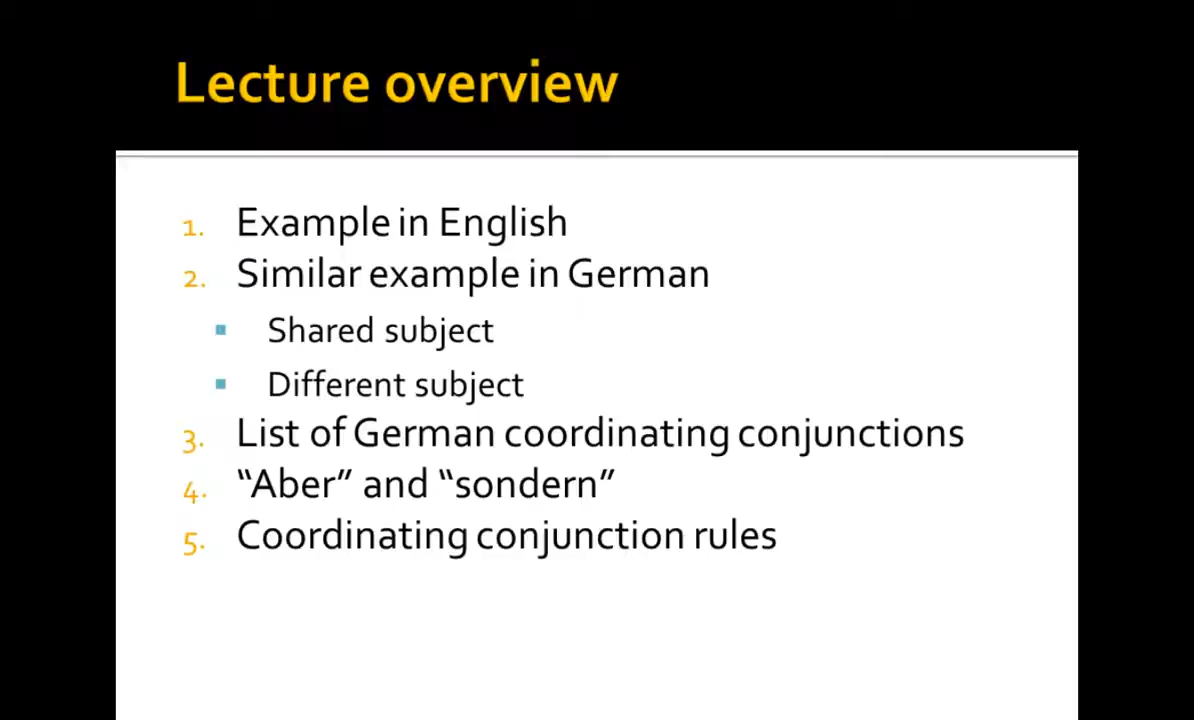 Lecture overview
1. Example in English
2. Similar example in German
▪ Shared subject
▪ Different subject
3. List of German coordinating conjunctions
4. “Aber” and “sondern”
5. Coordinating conjunction rules